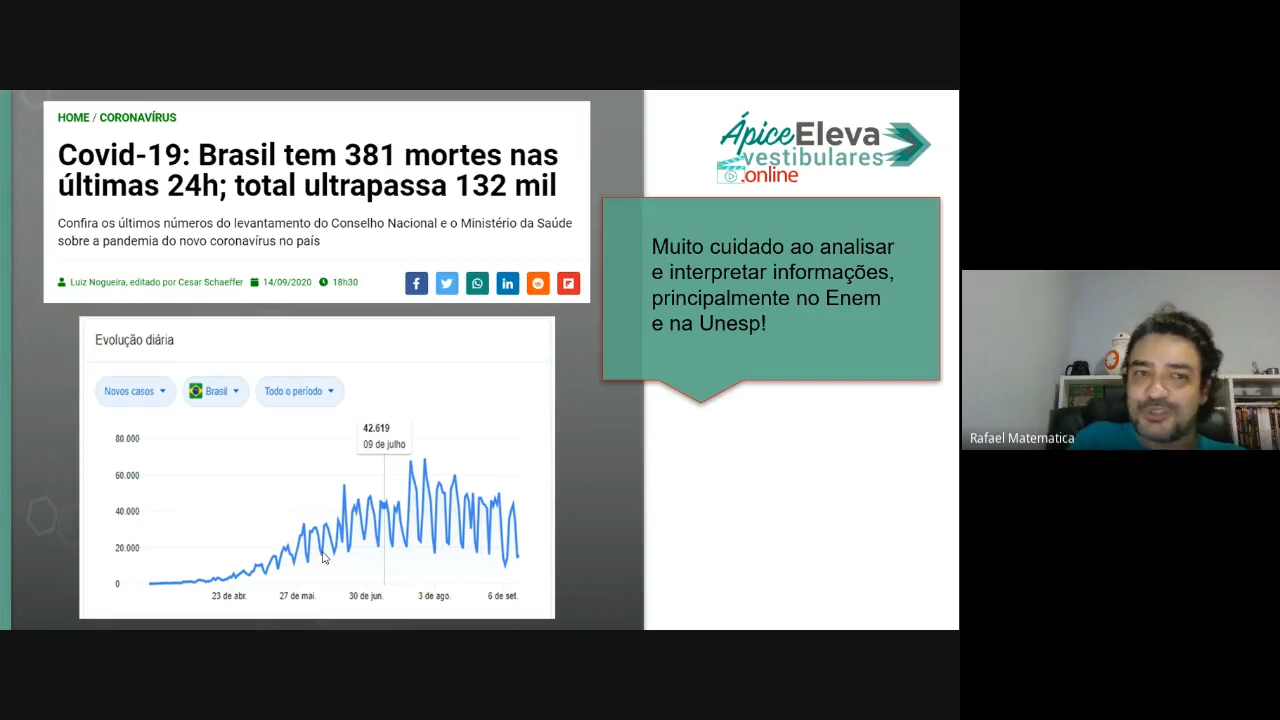 HOME / CORONAVÍRUS
Covid-19: Brasil tem 381 mortes nas
últimas 24h; total ultrapassa 132 mil
Confira os últimos números do levantamento do Conselho Nacional e o Ministério da Saúde
sobre a pandemia do novo coronavírus no país
Luiz Nogueira, editado por Cesar Schaeffer 14/09/2020 18h30
Evolução diária
Novos casos Brasil Todo o período
42.619
09 de julho
80.000
60.000
40.000
20.000
0
23 de abr. 27 de mai. 30 de jun. 3 de ago. 6 de set.
ÁpiceEleva
vestibulares
.online
Muito cuidado ao analisar
e interpretar informações,
principalmente no Enem
e na Unesp!
Rafael Matematica